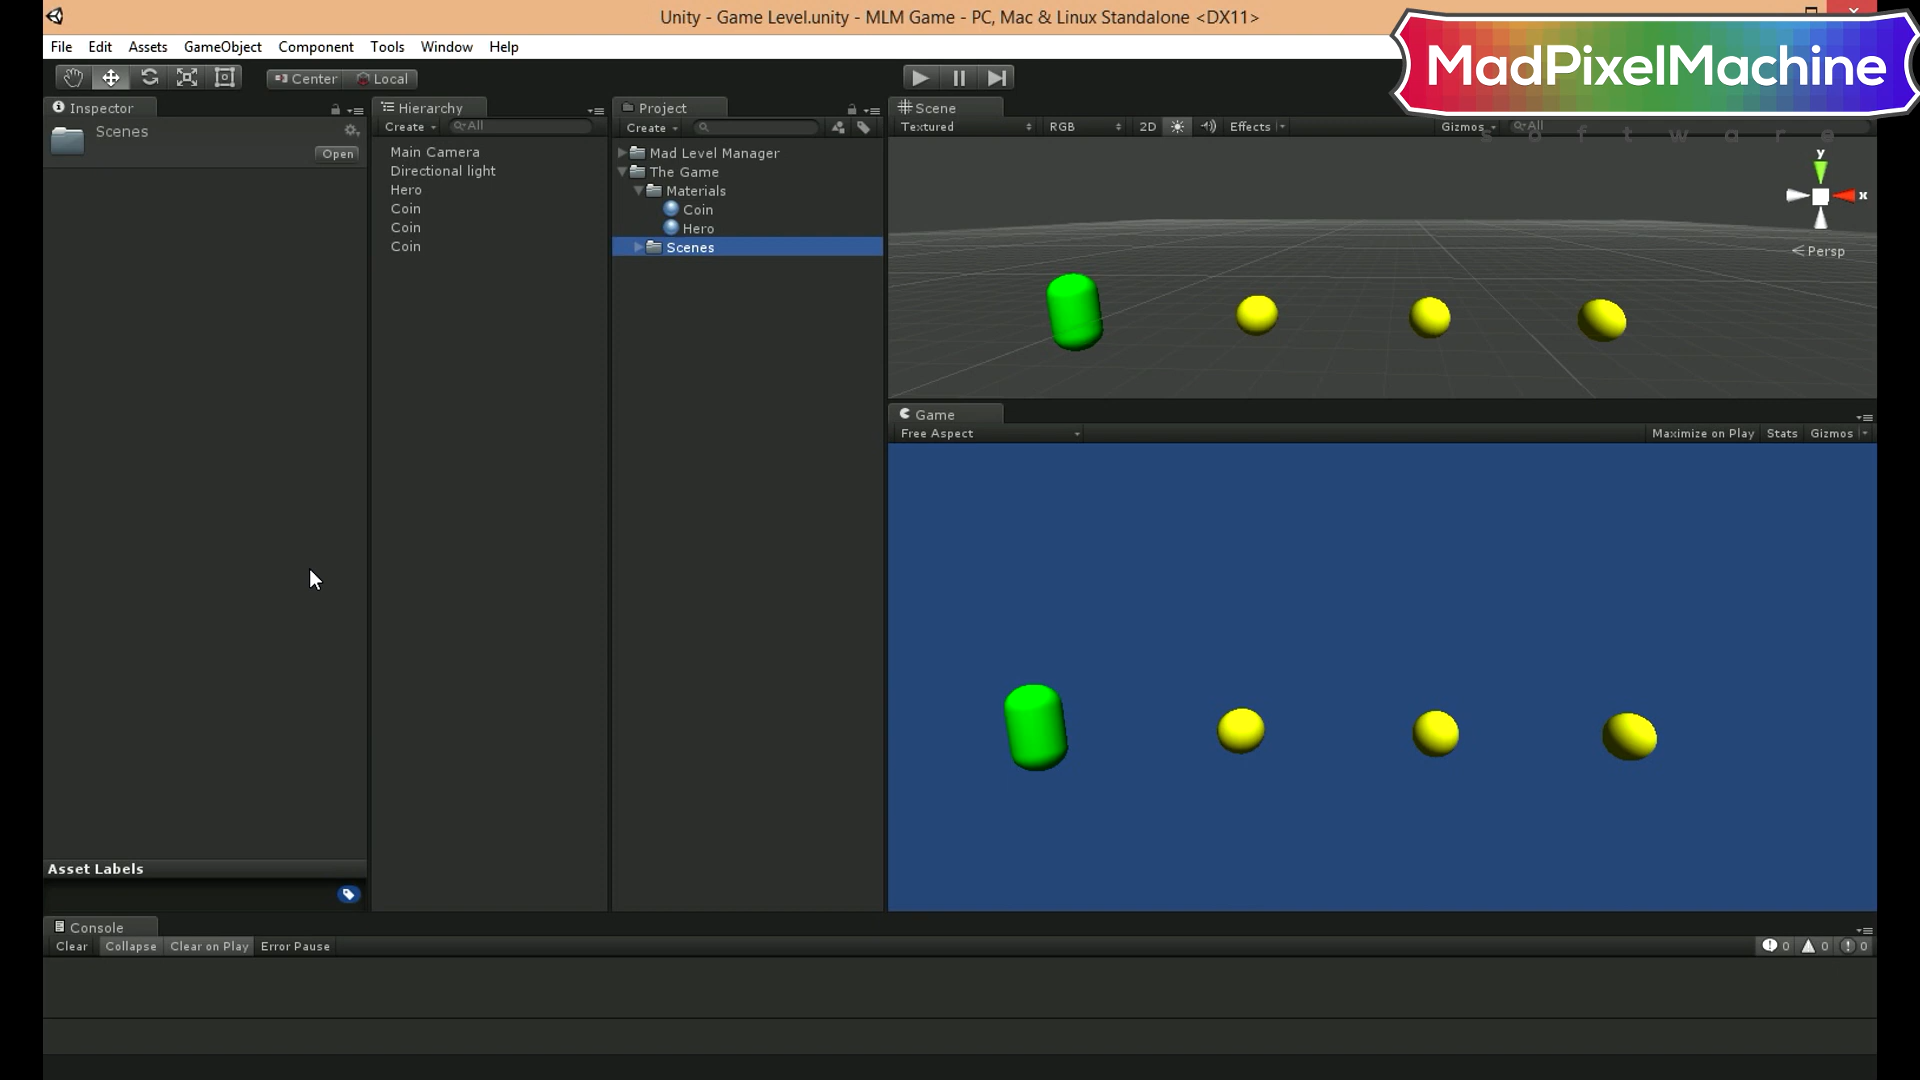 Unity - Game Level.unity - MLM Game - PC, Mac & Linux Standalone <DX11>
File Edit Assets GameObject Component Tools Window Help
MadPixelMachine
s o f t w a r e
Center Local
Inspector
Scenes
Open
Asset Labels
Hierarchy
Create All
Main Camera
Directional light
Hero
Coin
Coin
Coin
Project
Create
Mad Level Manager
The Game
Materials
Coin
Hero
Scenes
Scene
Textured RGB 2D Effects Gizmos All
y
x
Persp
Game
Free Aspect Maximize on Play Stats Gizmos
Console
Clear Collapse Clear on Play Error Pause 0 0 0